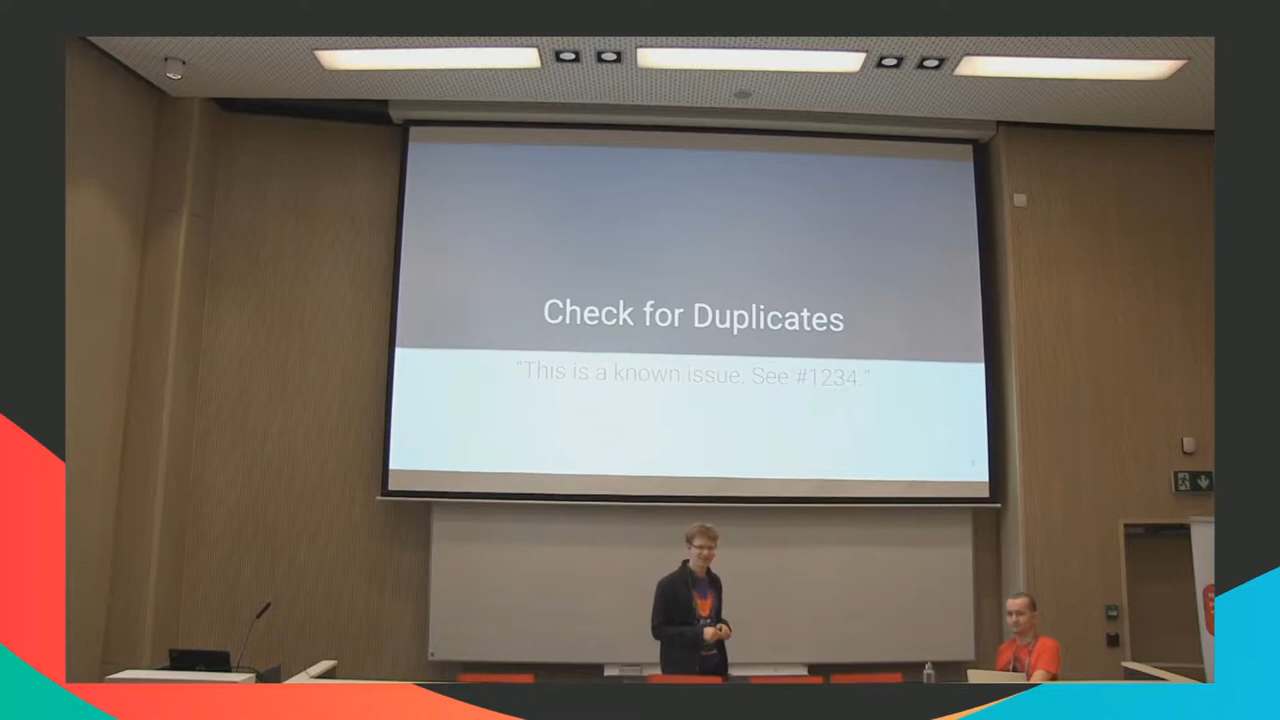 Check for Duplicates
“This is a known issue. See #1234.”